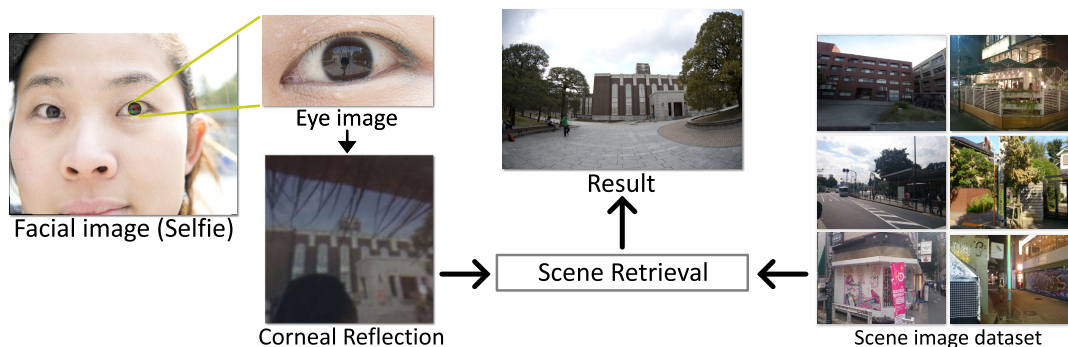 Facial image (Selfie)
Eye image
Corneal Reflection
Result
Scene Retrieval
Scene image dataset